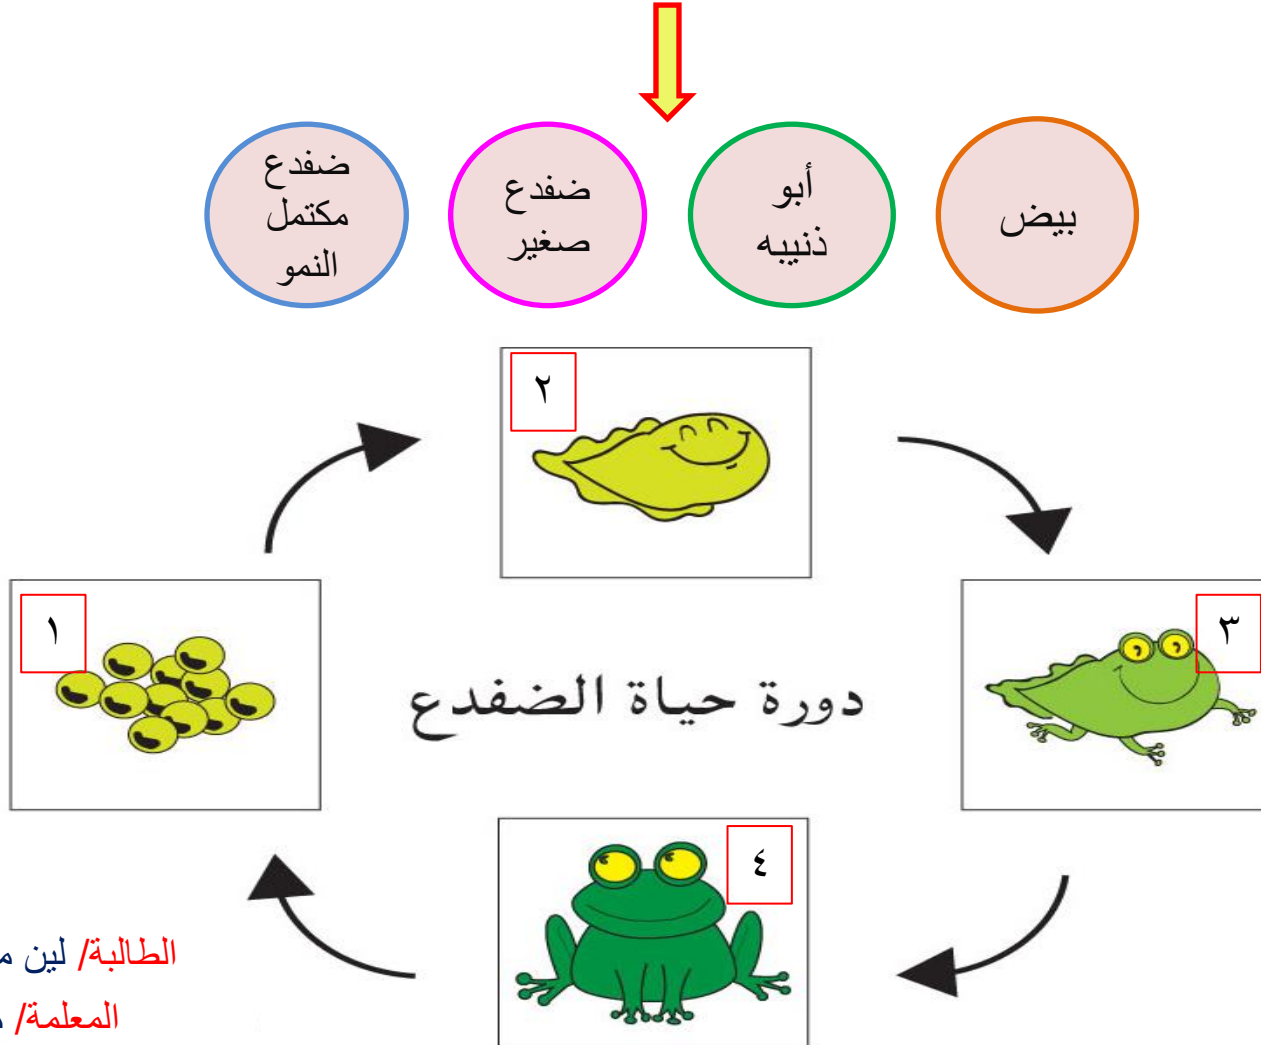 بيض
أبو
ذنيبه
ضفدع
صغير
ضفدع
مكتمل
النمو
٢
١
٣
دورة حياة الضفدع
٤
الطالبة/ لين
المعلمة/